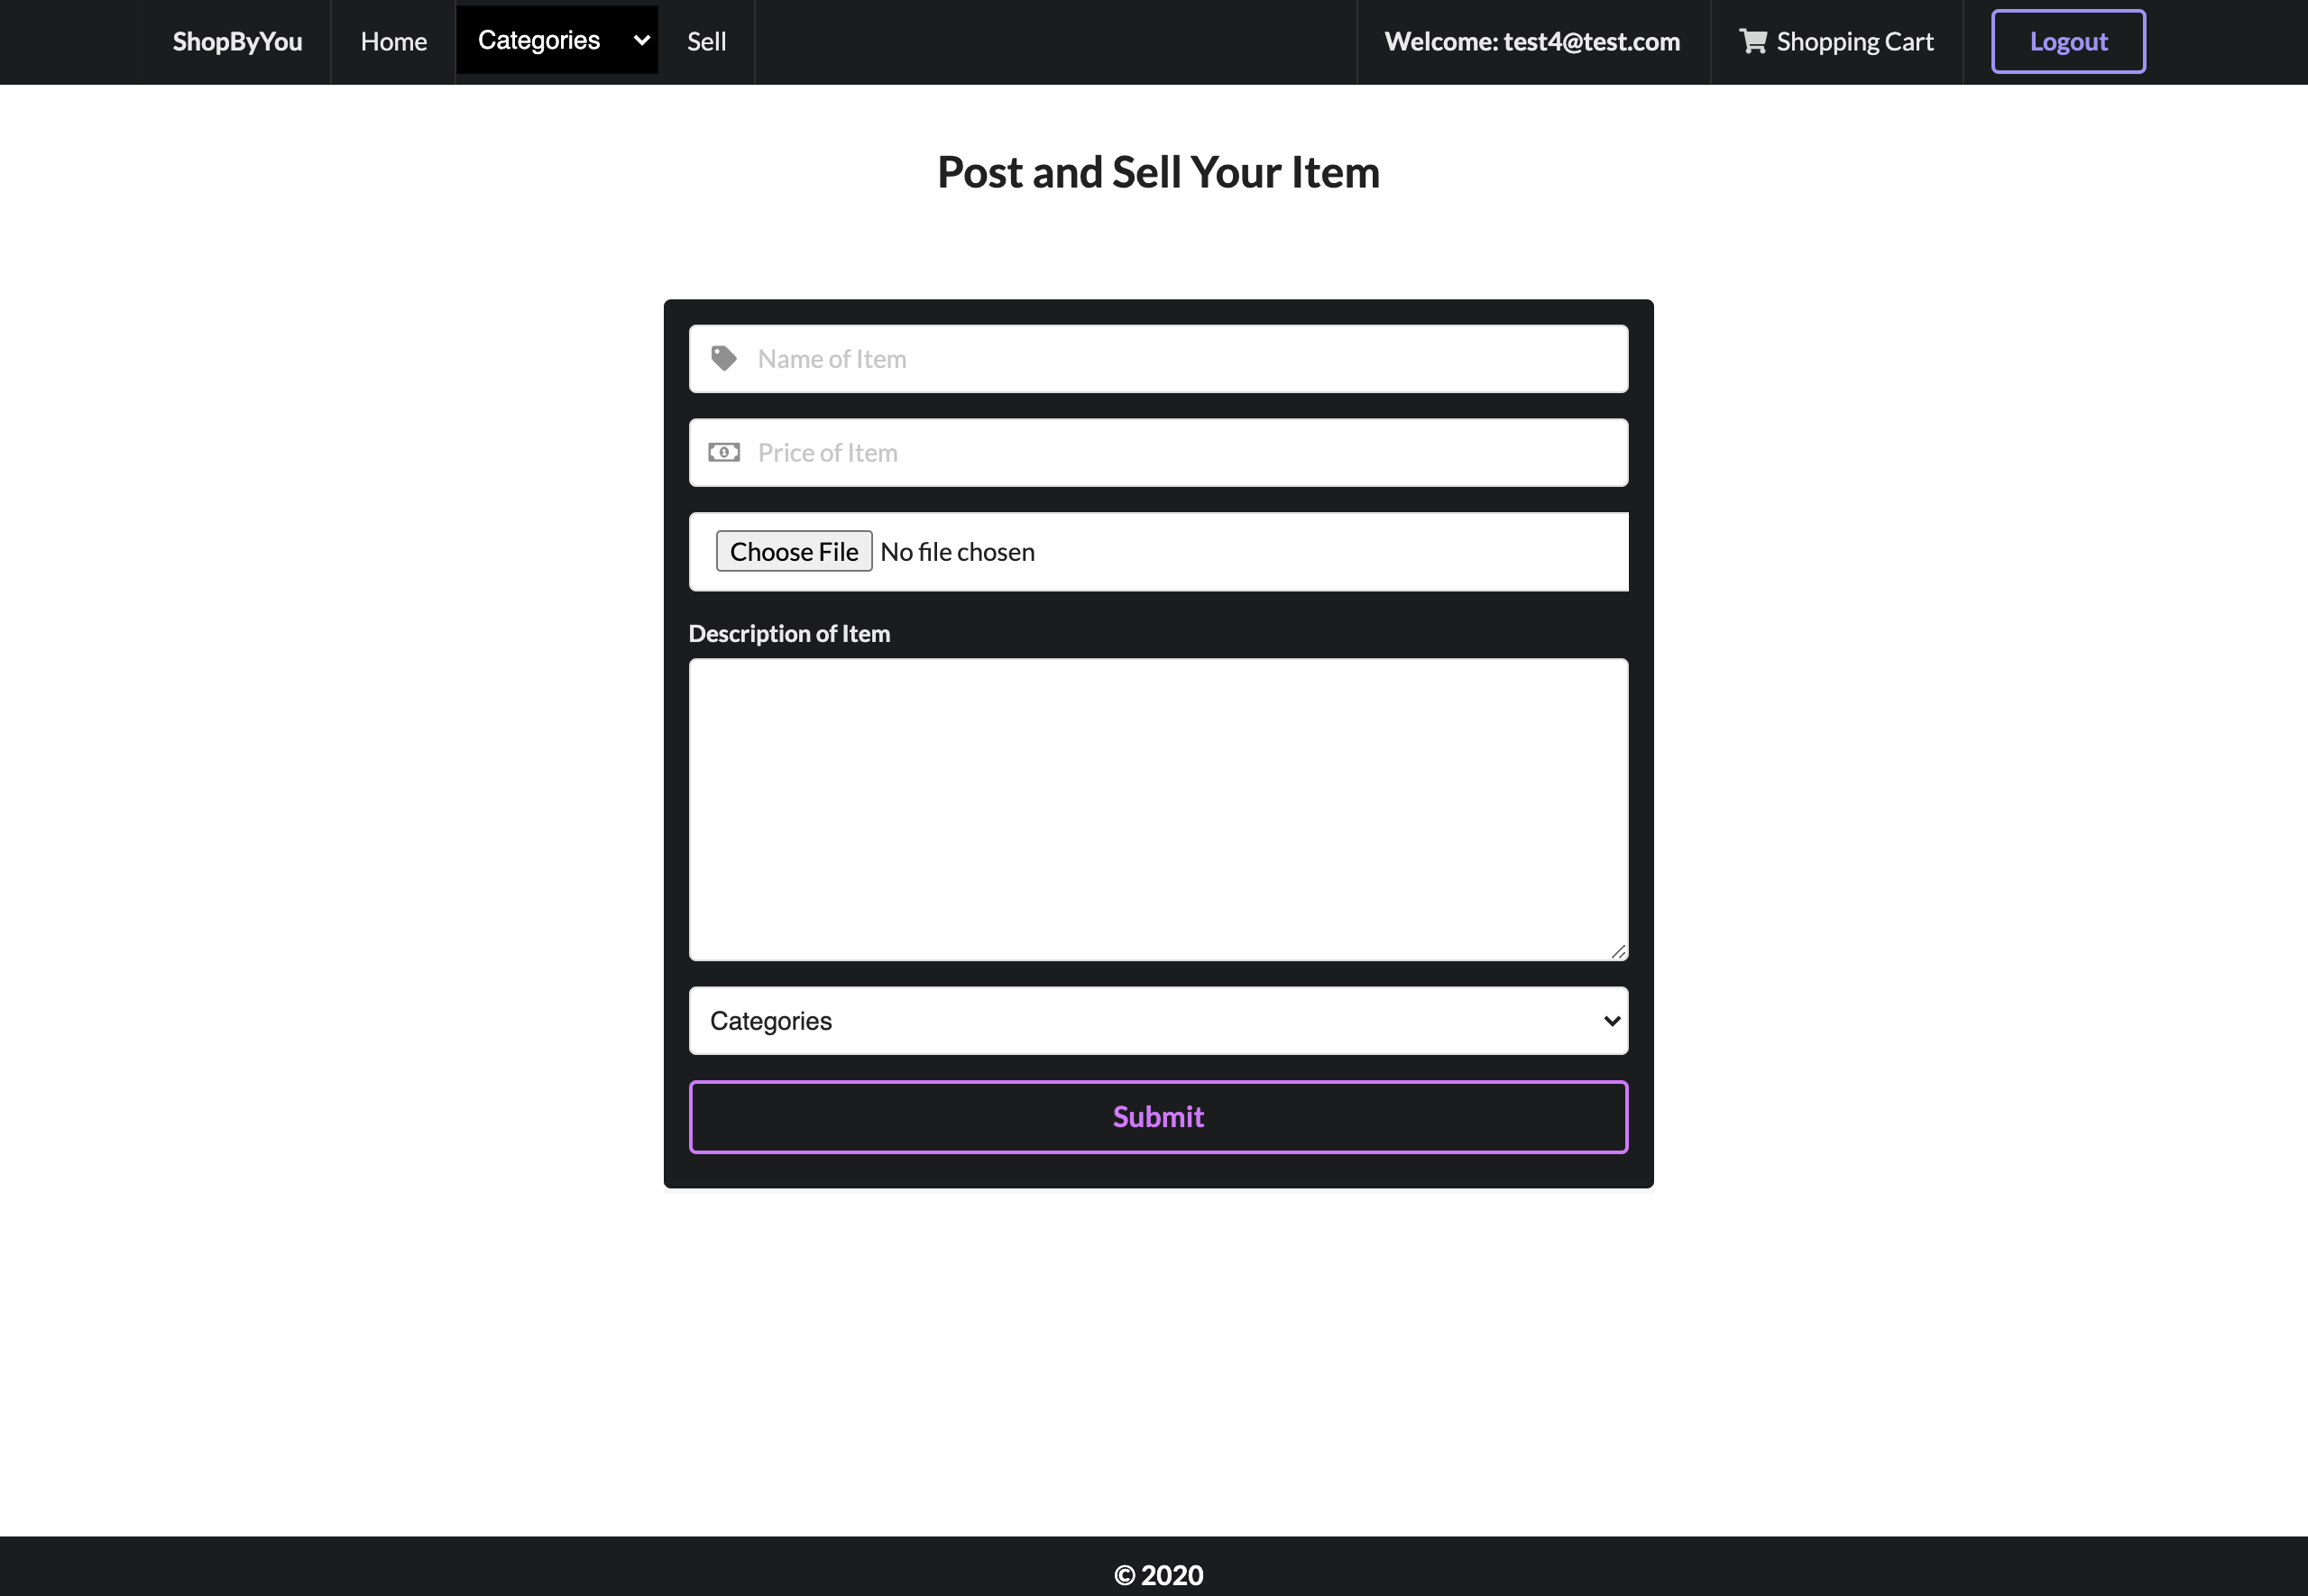 ShopByYou Home Categories Sell Welcome: test4@test.com Shopping Cart Logout
Post and Sell Your Item
Name of Item
Price of Item
Choose File No file chosen
Description of Item
Categories
Submit
© 2020